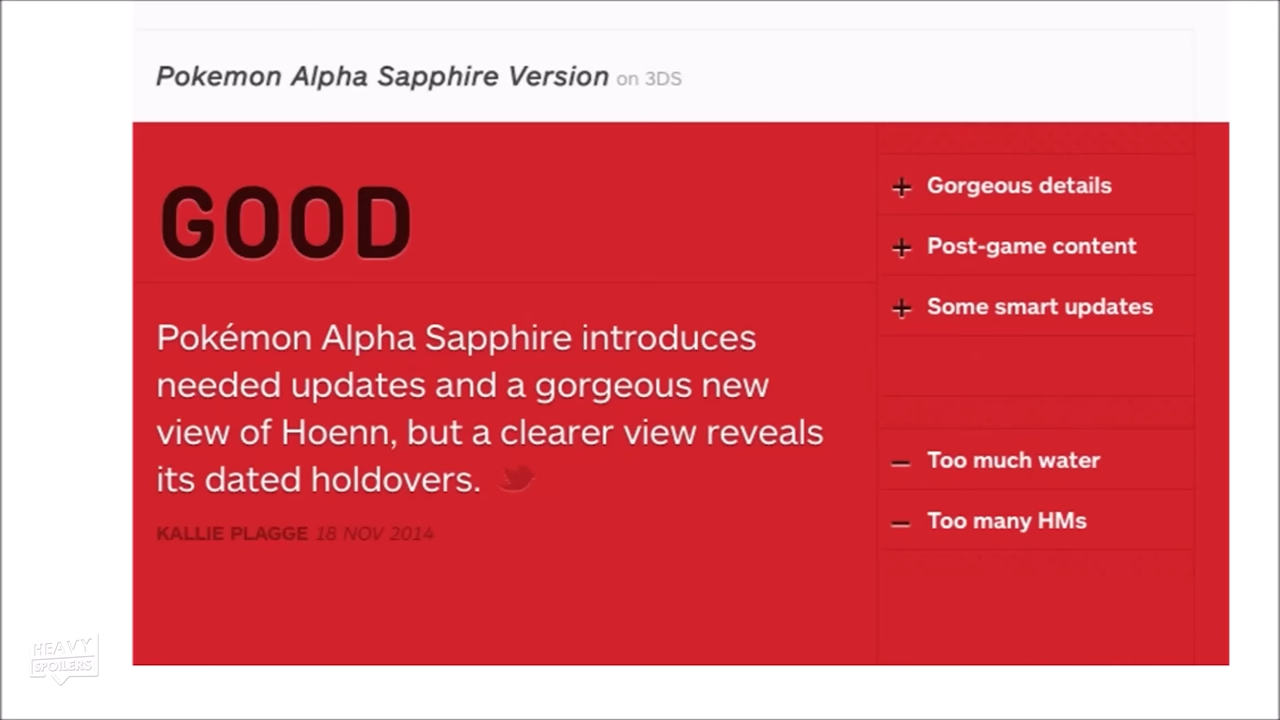 Pokemon Alpha Sapphire Version on 3DS
GOOD
Pokémon Alpha Sapphire introduces
needed updates and a gorgeous new
view of Hoenn, but a clearer view reveals
its dated holdovers.
KALLIE PLAGGE 18 NOV 2014
+ Gorgeous details
+ Post-game content
+ Some smart updates
– Too much water
– Too many HMs
HEAVY
SPOILERS